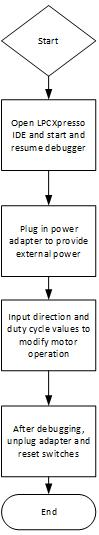 Start
Open LPCXpresso
IDE and start and
resume debugger
Plug in power
adapter to provide
external power
Input direction and
duty cycle values to
modify motor
operation
After debugging,
unplug adapter and
reset switches
End